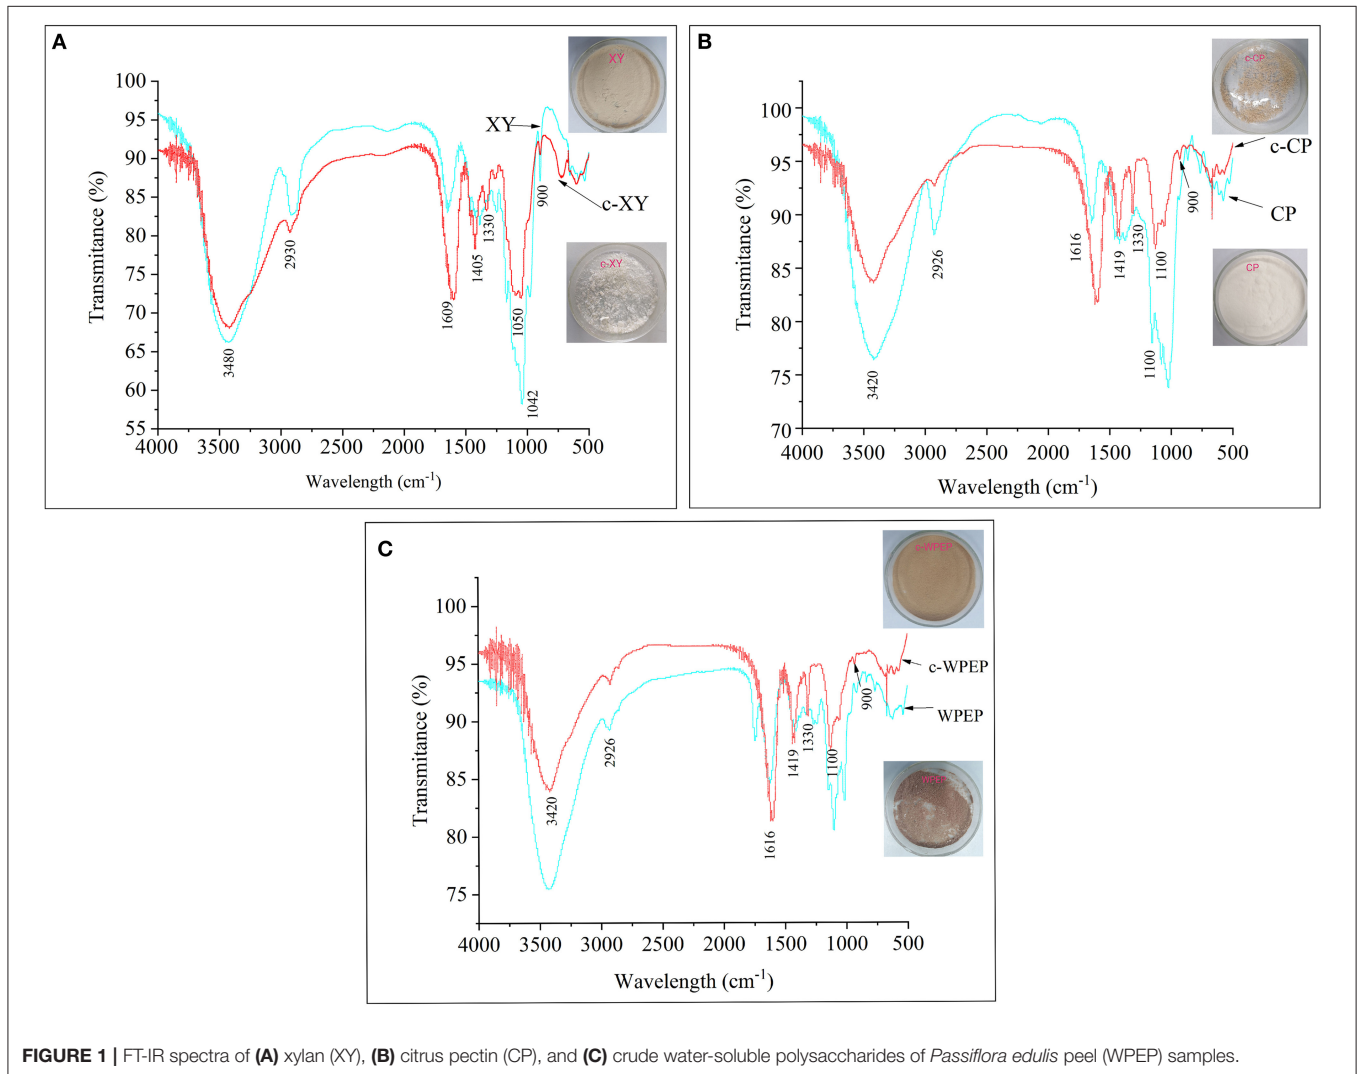 A
XY
100
95
90
85
80
75
70
65
60
55
Transmitance (%)
XY
c-XY
900
1330
1405
2930
1609
1050
3480
1042
c-XY
4000 3500 3000 2500 2000 1500 1000 500
Wavelength (cm-1)
B
c-CP
100
95
90
85
80
75
70
Transmitance (%)
c-CP
CP
900
1330
1419
1100
1616
2926
1100
3420
CP
4000 3500 3000 2500 2000 1500 1000 500
Wavelength (cm-1)
C
c-WPEP
100
95
90
85
80
75
Transmitance (%)
c-WPEP
WPEP
900
1330
1419
1100
2926
3420
1616
4000 3500 3000 2500 2000 1500 1000 500
Wavelength (cm-1)
FIGURE 1 | FT-IR spectra of (A) xylan (XY), (B) citrus pectin (CP), and (C) crude water-soluble polysaccharides of Passiflora edulis peel (WPEP) samples.